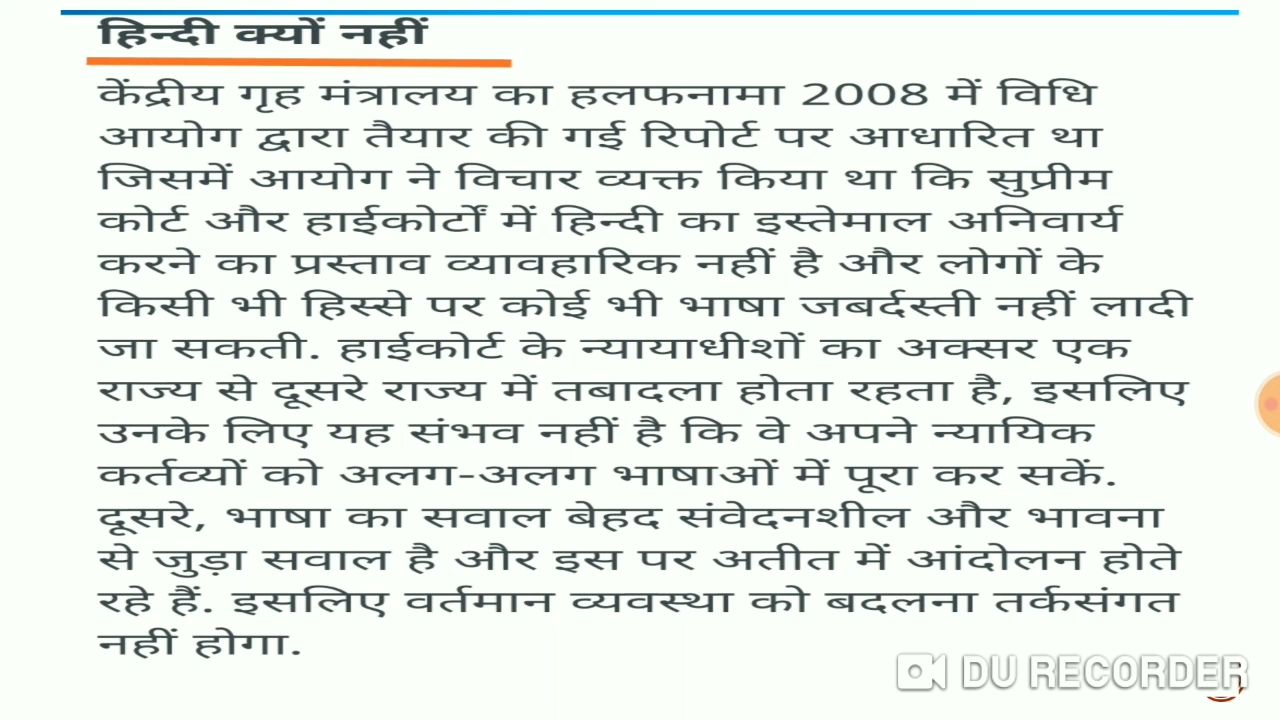 हिन्दी क्यों नहीं
केंद्रीय गृह मंत्रालय का हलफनामा 2008 में विधि
आयोग द्वारा तैयार की गई रिपोर्ट पर आधारित था
जिसमें आयोग ने विचार व्यक्त किया था कि सुप्रीम
कोर्ट और हाईकोर्टों में हिन्दी का इस्तेमाल अनिवार्य
करने का प्रस्ताव व्यावहारिक नहीं है और लोगों के
किसी भी हिस्से पर कोई भी भाषा जबर्दस्ती नहीं लादी
जा सकती. हाईकोर्ट के न्यायाधीशों का अक्सर एक
राज्य से दूसरे राज्य में तबादला होता रहता है, इसलिए
उनके लिए यह संभव नहीं है कि वे अपने न्यायिक
कर्तव्यों को अलग-अलग भाषाओं में पूरा कर सकें.
दूसरे, भाषा का सवाल बेहद संवेदनशील और भावना
से जुड़ा सवाल है और इस पर अतीत में आंदोलन होते
रहे हैं. इसलिए वर्तमान व्यवस्था को बदलना तर्कसंगत
नहीं होगा.
DU RECORDER